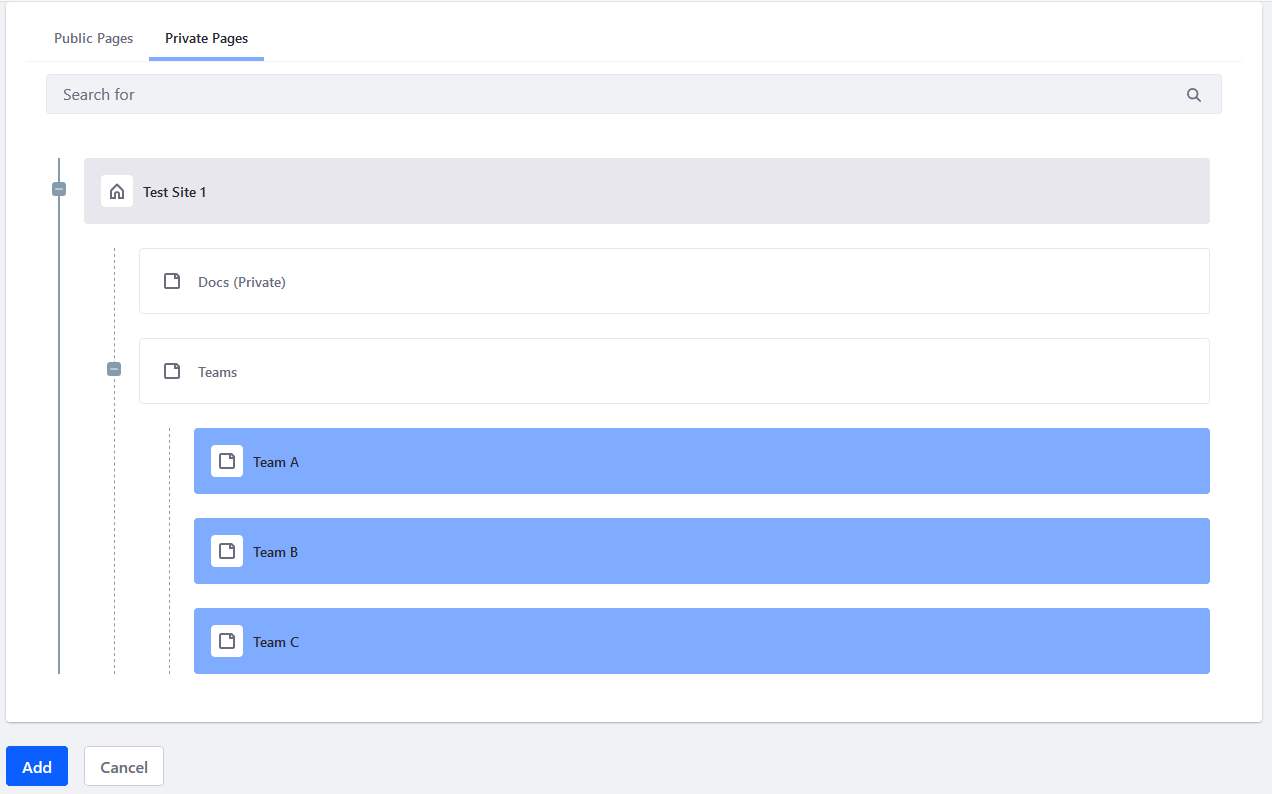 Public Pages Private Pages
Search for
Test Site 1
Docs (Private)
Teams
Team A
Team B
Team C
Add Cancel